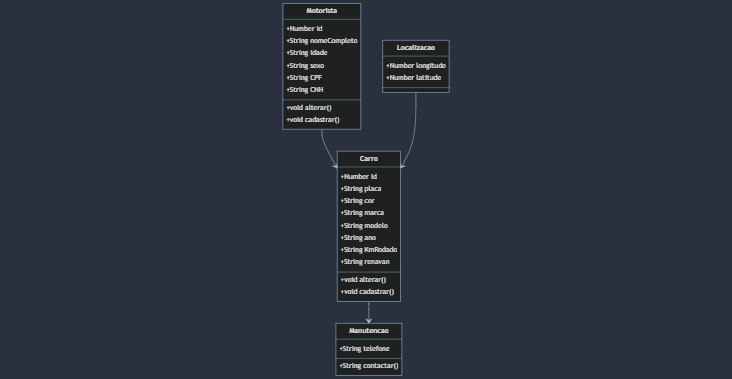 Motorista
+Number id
+String nomeCompleto
+String idade
+String sexo
+String CPF
+String CNH
+void alterar()
+void cadastrar()
Localizacao
+Number longitude
+Number latitude
Carro
+Number id
+String placa
+String cor
+String marca
+String modelo
+String ano
+String KmRodado
+String renavan
+void alterar()
+void cadastrar()
Manutencao
+String telefone
+String contactar()